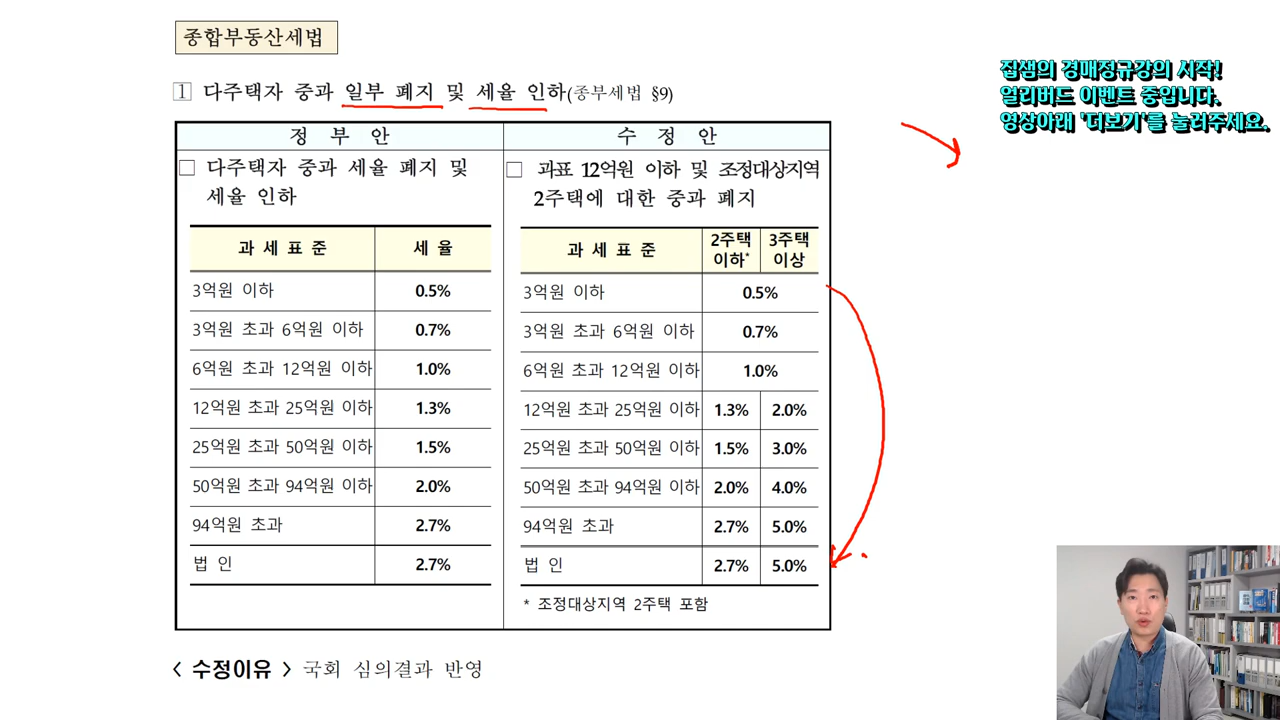 종합부동산세법
집샘의 경매정규강의 시작!
얼리버드 이벤트 중입니다.
영상아래 '더보기'를 눌러주세요.
1 다주택자 중과 일부 폐지 및 세율 인하(종부세법 §9)
정 부 안
□ 다주택자 중과 세율 폐지 및
세율 인하
과 세 표 준 세 율
3억원 이하 0.5%
3억원 초과 6억원 이하 0.7%
6억원 초과 12억원 이하 1.0%
12억원 초과 25억원 이하 1.3%
25억원 초과 50억원 이하 1.5%
50억원 초과 94억원 이하 2.0%
94억원 초과 2.7%
법 인 2.7%
수 정 안
□ 과표 12억원 이하 및 조정대상지역
2주택에 대한 중과 폐지
과 세 표 준 2주택 이하* 3주택 이상
3억원 이하 0.5%
3억원 초과 6억원 이하 0.7%
6억원 초과 12억원 이하 1.0%
12억원 초과 25억원 이하 1.3% 2.0%
25억원 초과 50억원 이하 1.5% 3.0%
50억원 초과 94억원 이하 2.0% 4.0%
94억원 초과 2.7% 5.0%
법 인 2.7% 5.0%
* 조정대상지역 2주택 포함
< 수정이유 > 국회 심의결과 반영